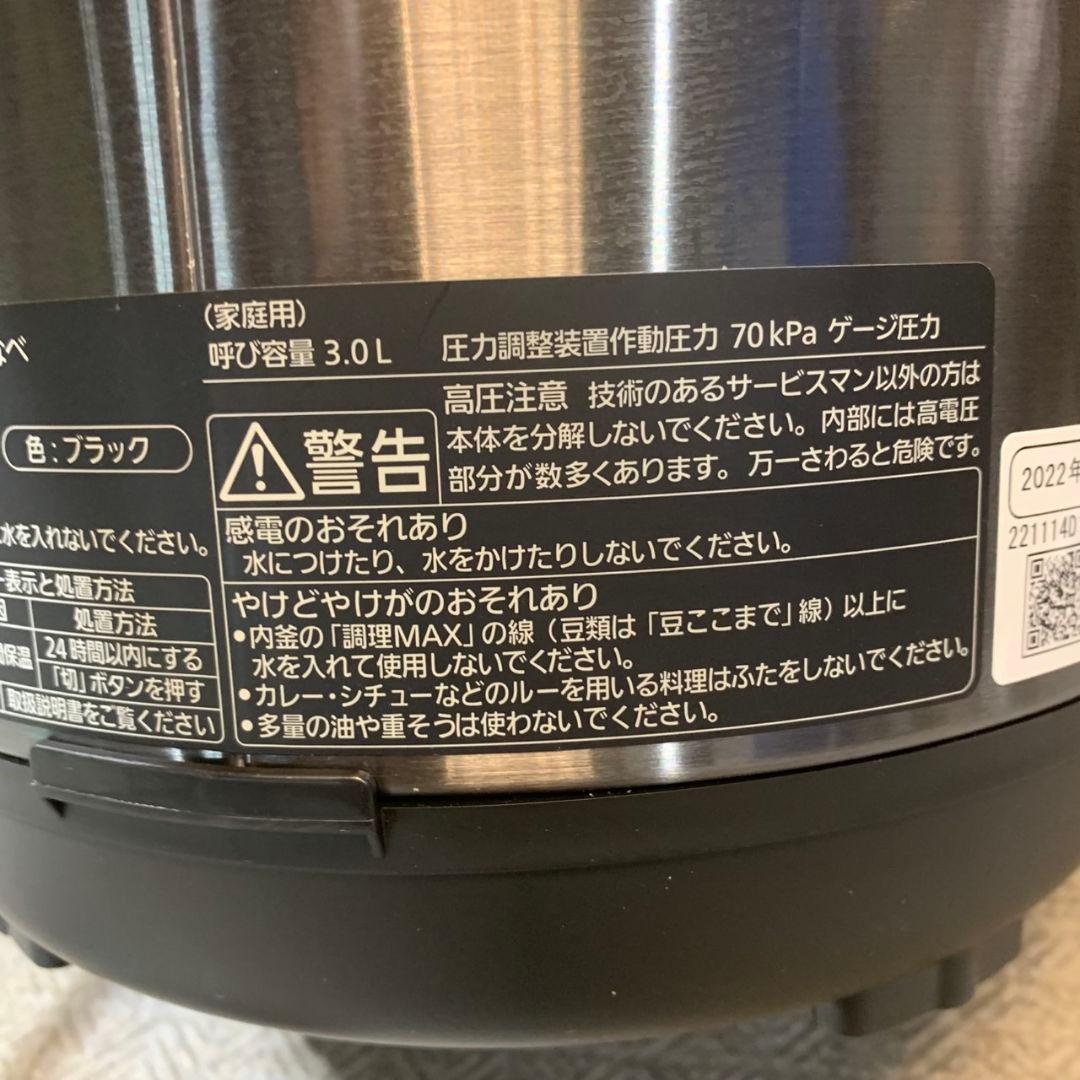 なべ
(家庭用)
呼び容量 3.0L 圧力調整装置作動圧力 70kPa ゲージ圧力
色:ブラック
警告
高圧注意 技術のあるサービスマン以外の方は
本体を分解しないでください。内部には高電圧
部分が数多くあります。万一さわると危険です。
水を入れないでください。
表示と処置方法
処置方法
保温 24時間以内にする
「切」ボタンを押す
取扱説明書をご覧ください
感電のおそれあり
水につけたり、水をかけたりしないでください。
やけどやけがのおそれあり
•内釜の「調理MAX」の線(豆類は「豆ここまで」線)以上に
水を入れて使用しないでください。
•カレー・シチューなどのルーを用いる料理はふたをしないでください。
•多量の油や重そうは使わないでください。
2022年
221114D